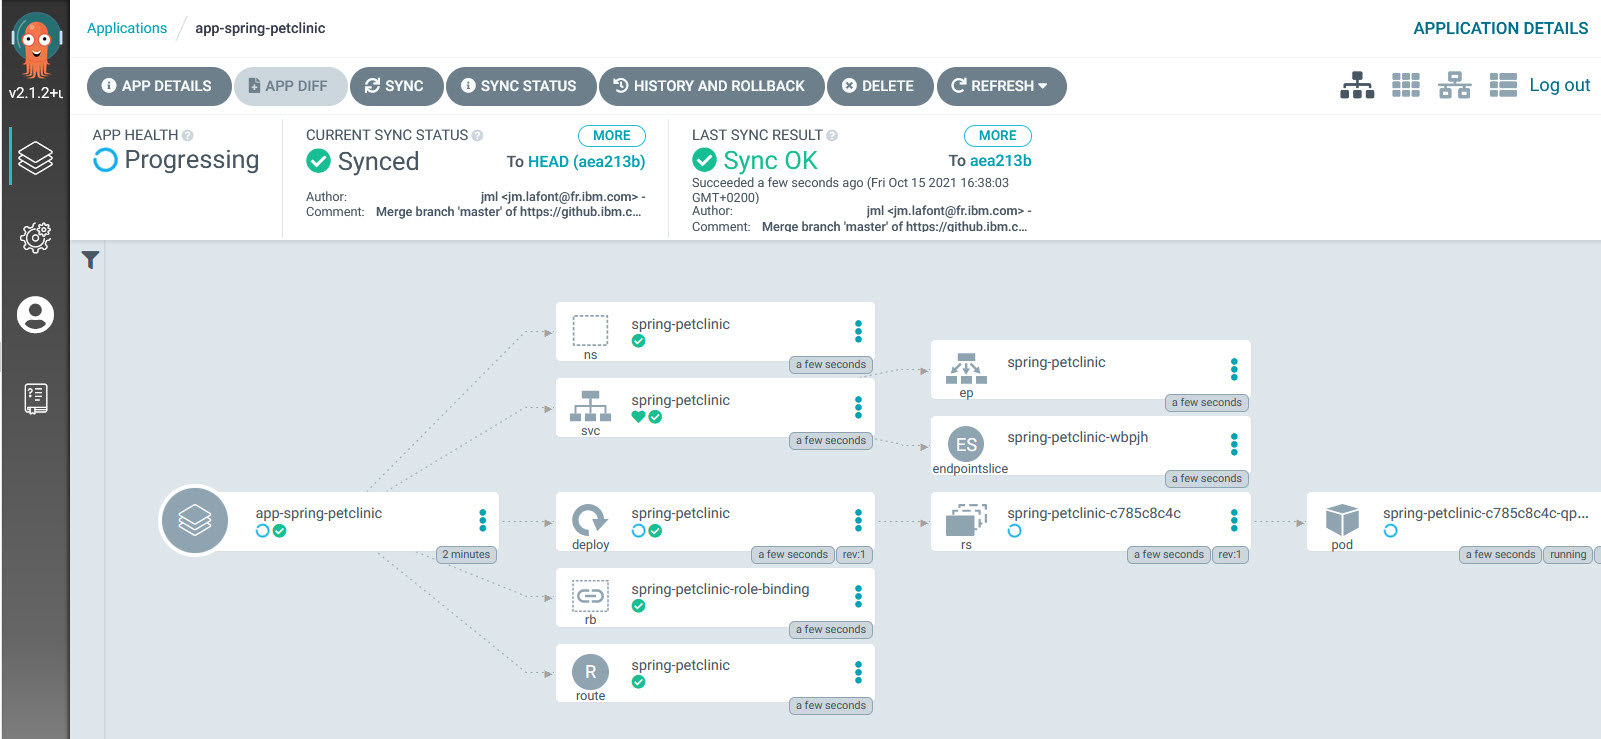 v2.1.2+
Applications / app-spring-petclinic
APPLICATION DETAILS
APP DETAILS
APP DIFF
SYNC
SYNC STATUS
HISTORY AND ROLLBACK
DELETE
REFRESH
Log out
APP HEALTH
Progressing
CURRENT SYNC STATUS
MORE
Synced
To HEAD (aea213b)
Author: jml <jm.lafont@fr.ibm.com> -
Comment: Merge branch 'master' of https://github.ibm.c...
LAST SYNC RESULT
MORE
Sync OK
To aea213b
Succeeded a few seconds ago (Fri Oct 15 2021 16:38:03
GMT+0200)
Author: jml <jm.lafont@fr.ibm.com> -
Comment: Merge branch 'master' of https://github.ibm.c...
app-spring-petclinic
2 minutes
spring-petclinic
ns
a few seconds
spring-petclinic
svc
a few seconds
spring-petclinic
ep
a few seconds
ES
spring-petclinic-wbpjh
endpointslice
a few seconds
spring-petclinic
deploy
a few seconds
rev:1
spring-petclinic-c785c8c4c
rs
a few seconds
rev:1
spring-petclinic-c785c8c4c-qp...
pod
a few seconds
running
spring-petclinic-role-binding
rb
a few seconds
R
spring-petclinic
route
a few seconds